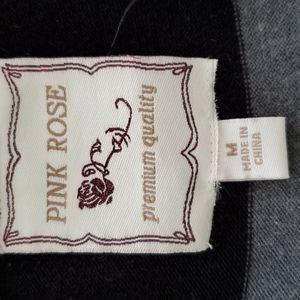 PINK ROSE
premium quality
M
MADE IN
CHINA